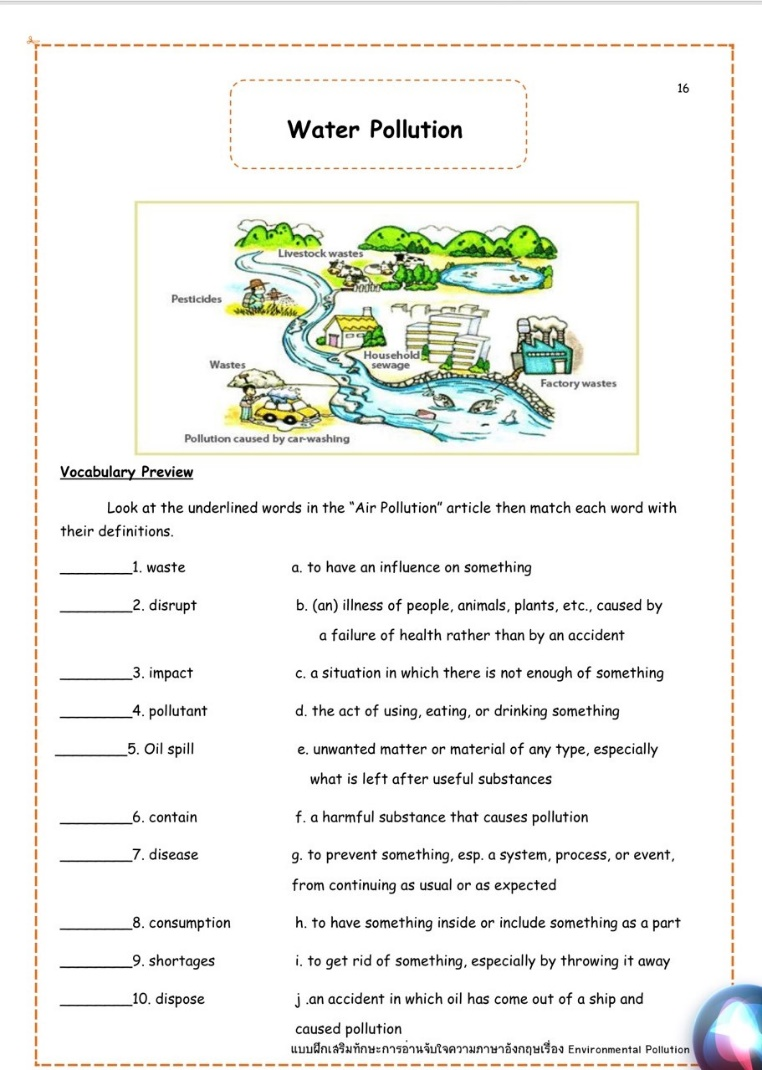 16
Water Pollution
Livestock wastes
Pesticides
Household
sewage
Wastes
Factory wastes
Pollution caused by car-washing
Vocabulary Preview
Look at the underlined words in the “Air Pollution” article then match each word with
their definitions.
_________1. waste a. to have an influence on something
_________2. disrupt b. (an) illness of people, animals, plants, etc., caused by
a failure of health rather than by an accident
_________3. impact c. a situation in which there is not enough of something
_________4. pollutant d. the act of using, eating, or drinking something
_________5. Oil spill e. unwanted matter or material of any type, especially
what is left after useful substances
_________6. contain f. a harmful substance that causes pollution
_________7. disease g. to prevent something, esp. a system, process, or event,
from continuing as usual or as expected
_________8. consumption h. to have something inside or include something as a part
_________9. shortages i. to get rid of something, especially by throwing it away
_________10. dispose j .an accident in which oil has come out of a ship and
caused pollution
แบบฝึกเสริมทักษะการอ่านจับใจความภาษาอังกฤษเรื่อง Environmental Pollution